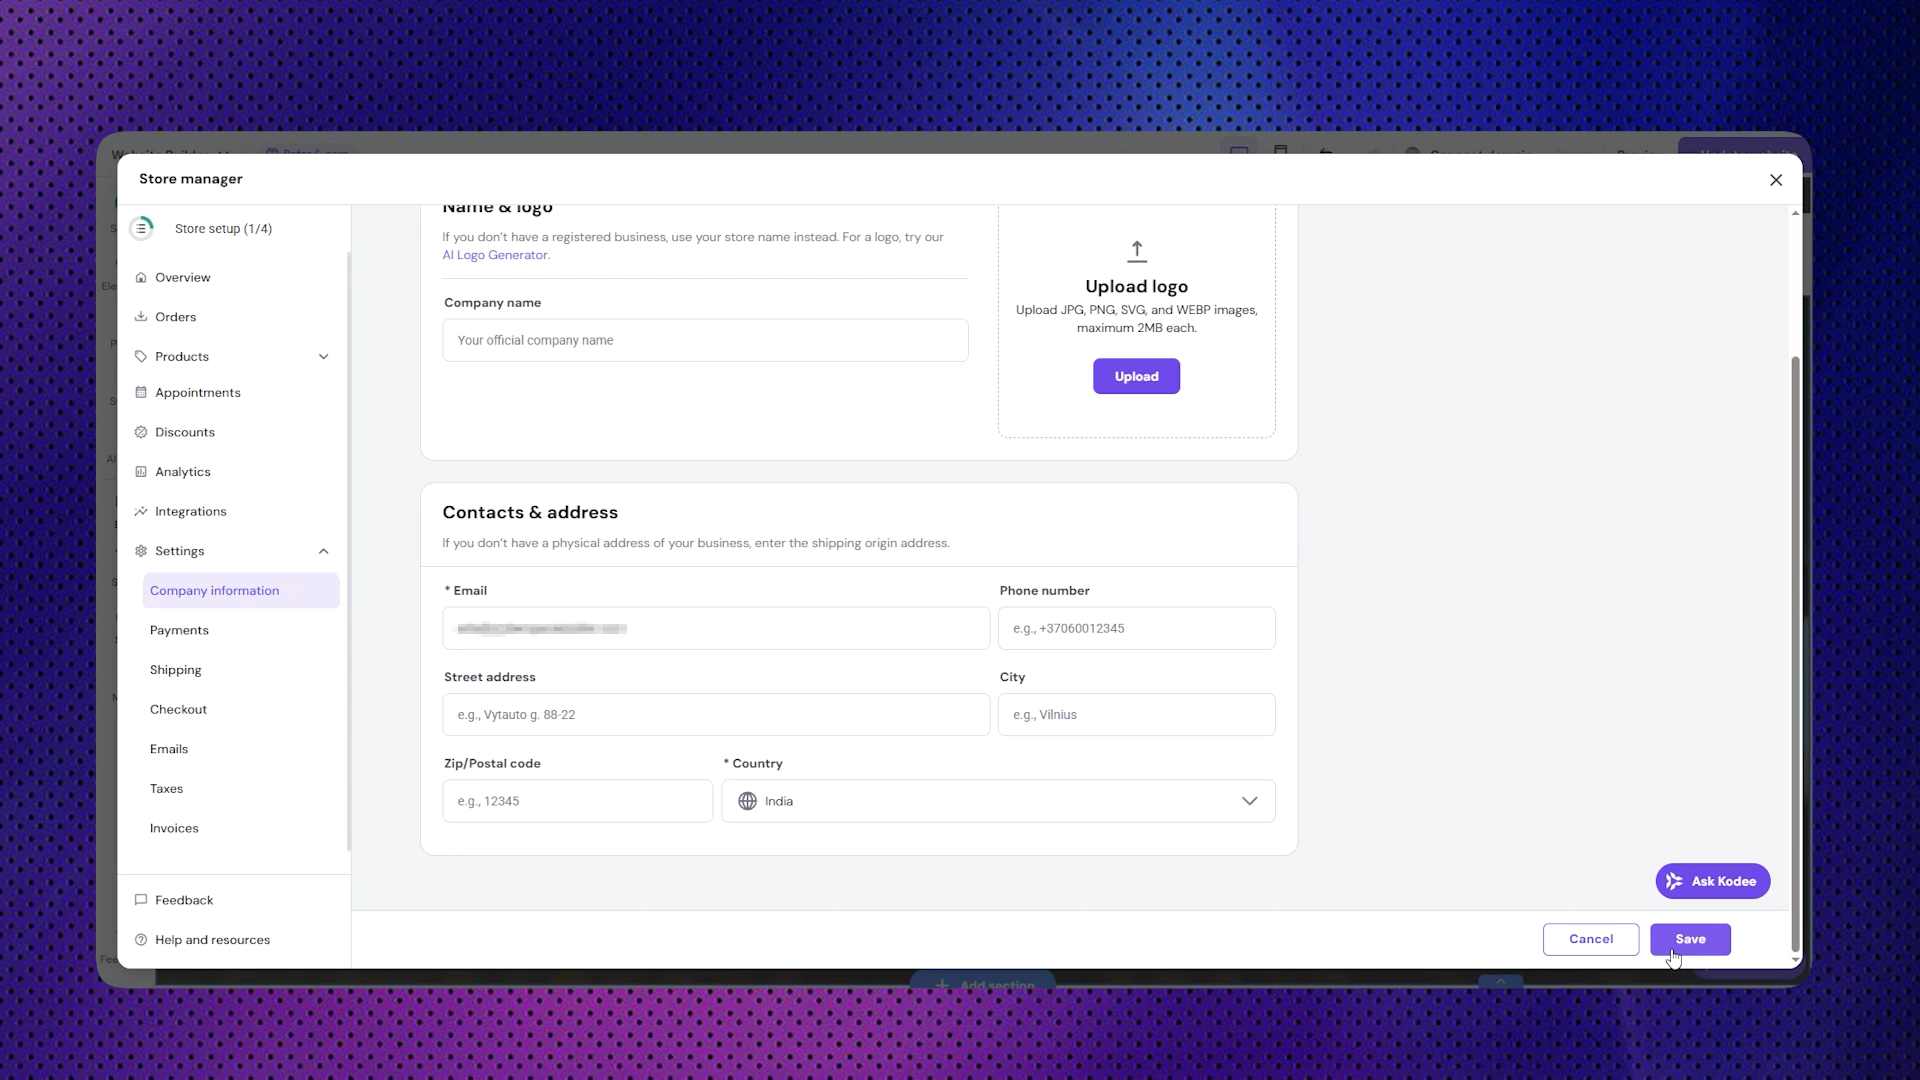 Store manager
Store setup (1/4)
Overview
Orders
Products
Appointments
Discounts
Analytics
Integrations
Settings
Company information
Payments
Shipping
Checkout
Emails
Taxes
Invoices
Feedback
Help and resources
Name & logo
If you don't have a registered business, use your store name instead. For a logo, try our
AI Logo Generator.
Company name
Your official company name
Upload logo
Upload JPG, PNG, SVG, and WEBP images,
maximum 2MB each.
Upload
Contacts & address
If you don't have a physical address of your business, enter the shipping origin address.
* Email
Phone number
e.g., +37060012345
Street address
City
e.g., Vytauto g. 88-22
e.g., Vilnius
Zip/Postal code
* Country
e.g., 12345
India
Ask Kodee
Cancel
Save
Add section